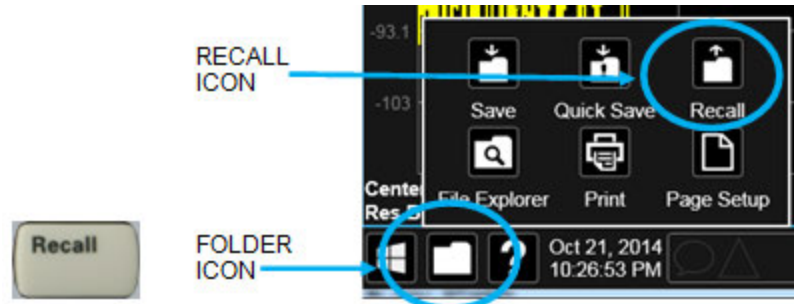 -93.1
RECALL
ICON
-103
Save Quick Save Recall
File Explorer Print Page Setup
Cente
Res B
Recall
FOLDER
ICON
? Oct 21, 2014
10:26:53 PM